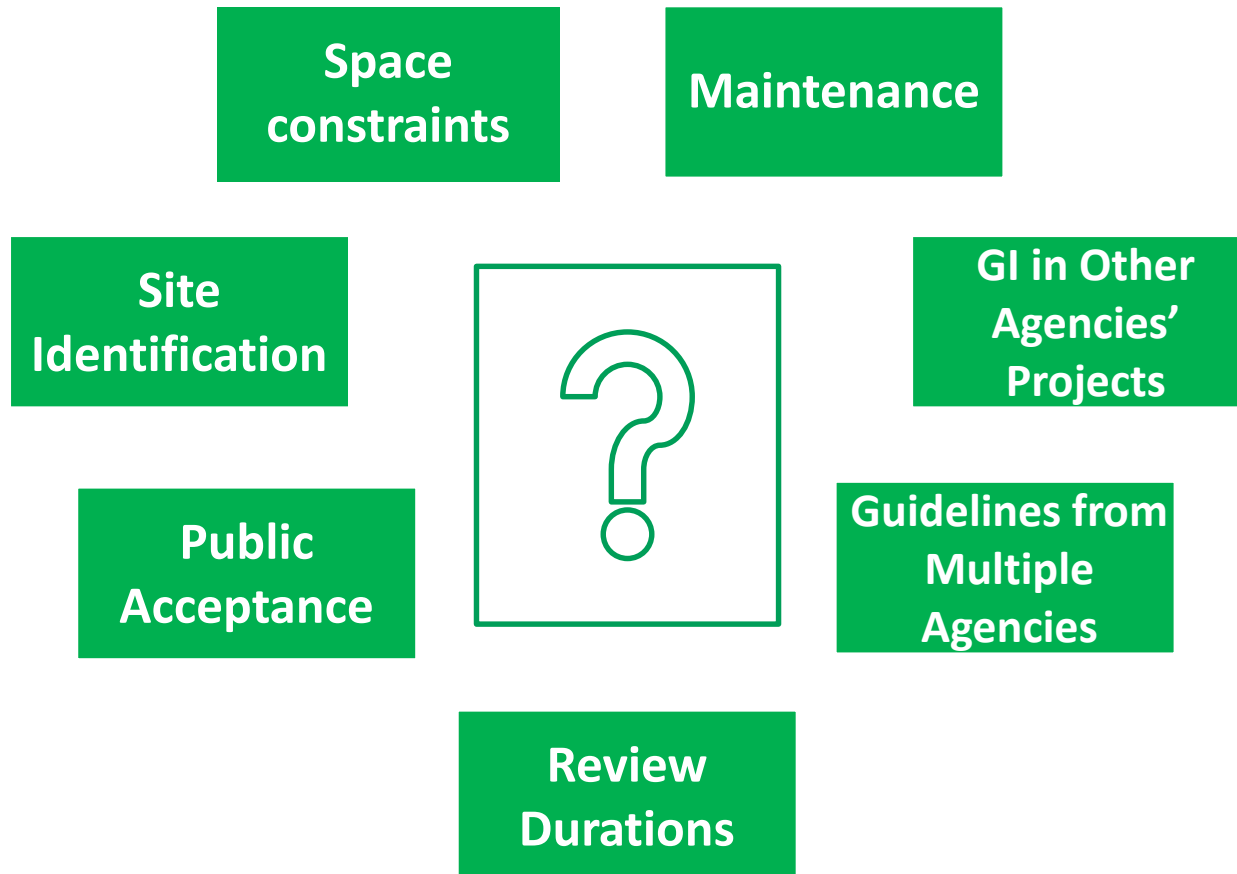 Space
constraints
Maintenance
Site
Identification
GI in Other
Agencies’
Projects
Public
Acceptance
Guidelines from
Multiple
Agencies
Review
Durations
?